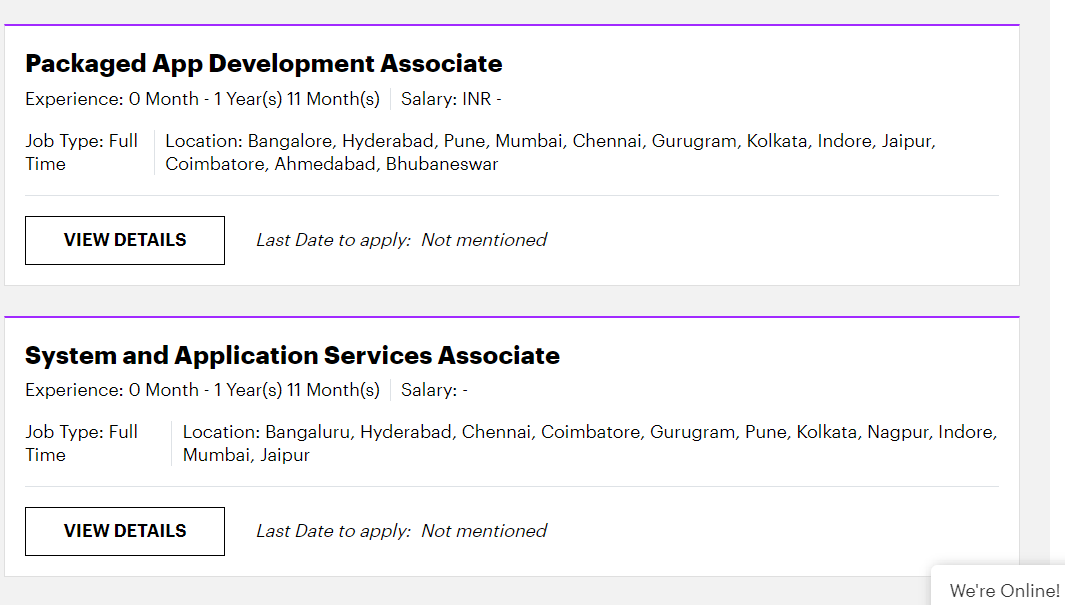 Packaged App Development Associate
Experience: 0 Month - 1 Year(s) 11 Month(s) Salary: INR -
Job Type: Full Time
Location: Bangalore, Hyderabad, Pune, Mumbai, Chennai, Gurugram, Kolkata, Indore, Jaipur,
Coimbatore, Ahmedabad, Bhubaneswar
VIEW DETAILS Last Date to apply: Not mentioned
System and Application Services Associate
Experience: 0 Month - 1 Year(s) 11 Month(s) Salary: -
Job Type: Full Time
Location: Bangaluru, Hyderabad, Chennai, Coimbatore, Gurugram, Pune, Kolkata, Nagpur, Indore,
Mumbai, Jaipur
VIEW DETAILS Last Date to apply: Not mentioned
We're Online!